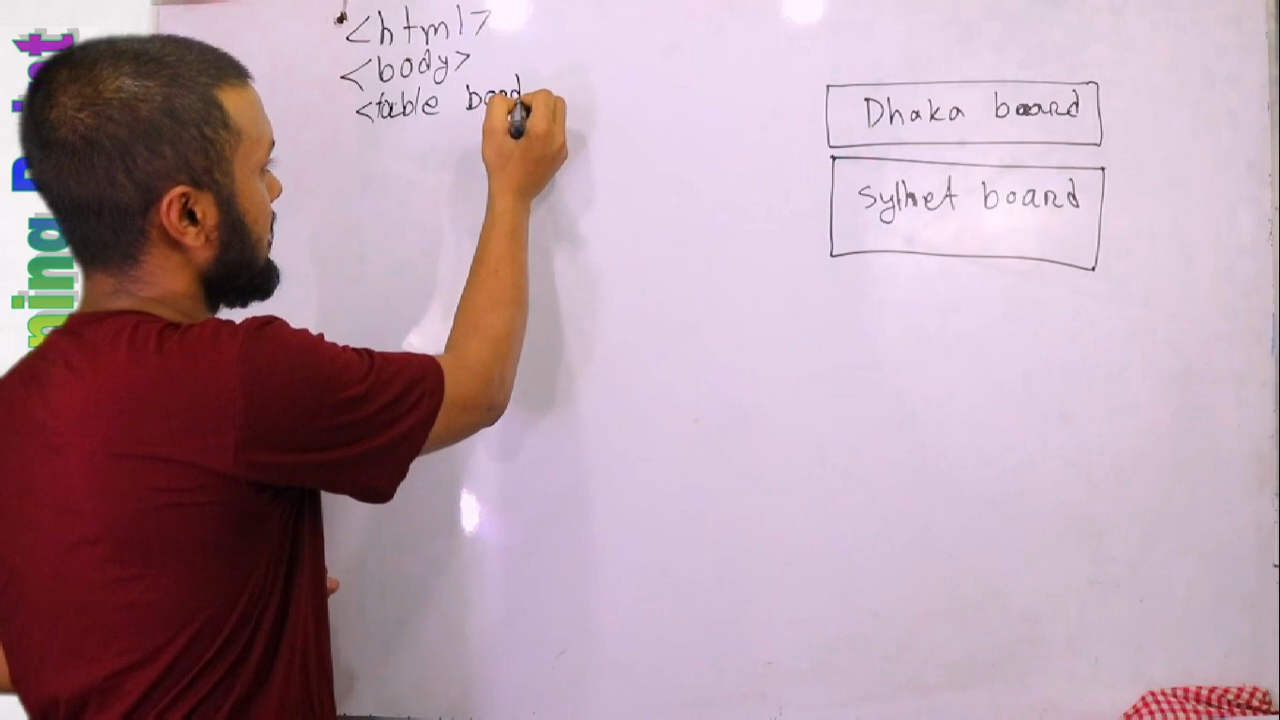 <html>
<body>
<table
Dhaka board
Sylhet board